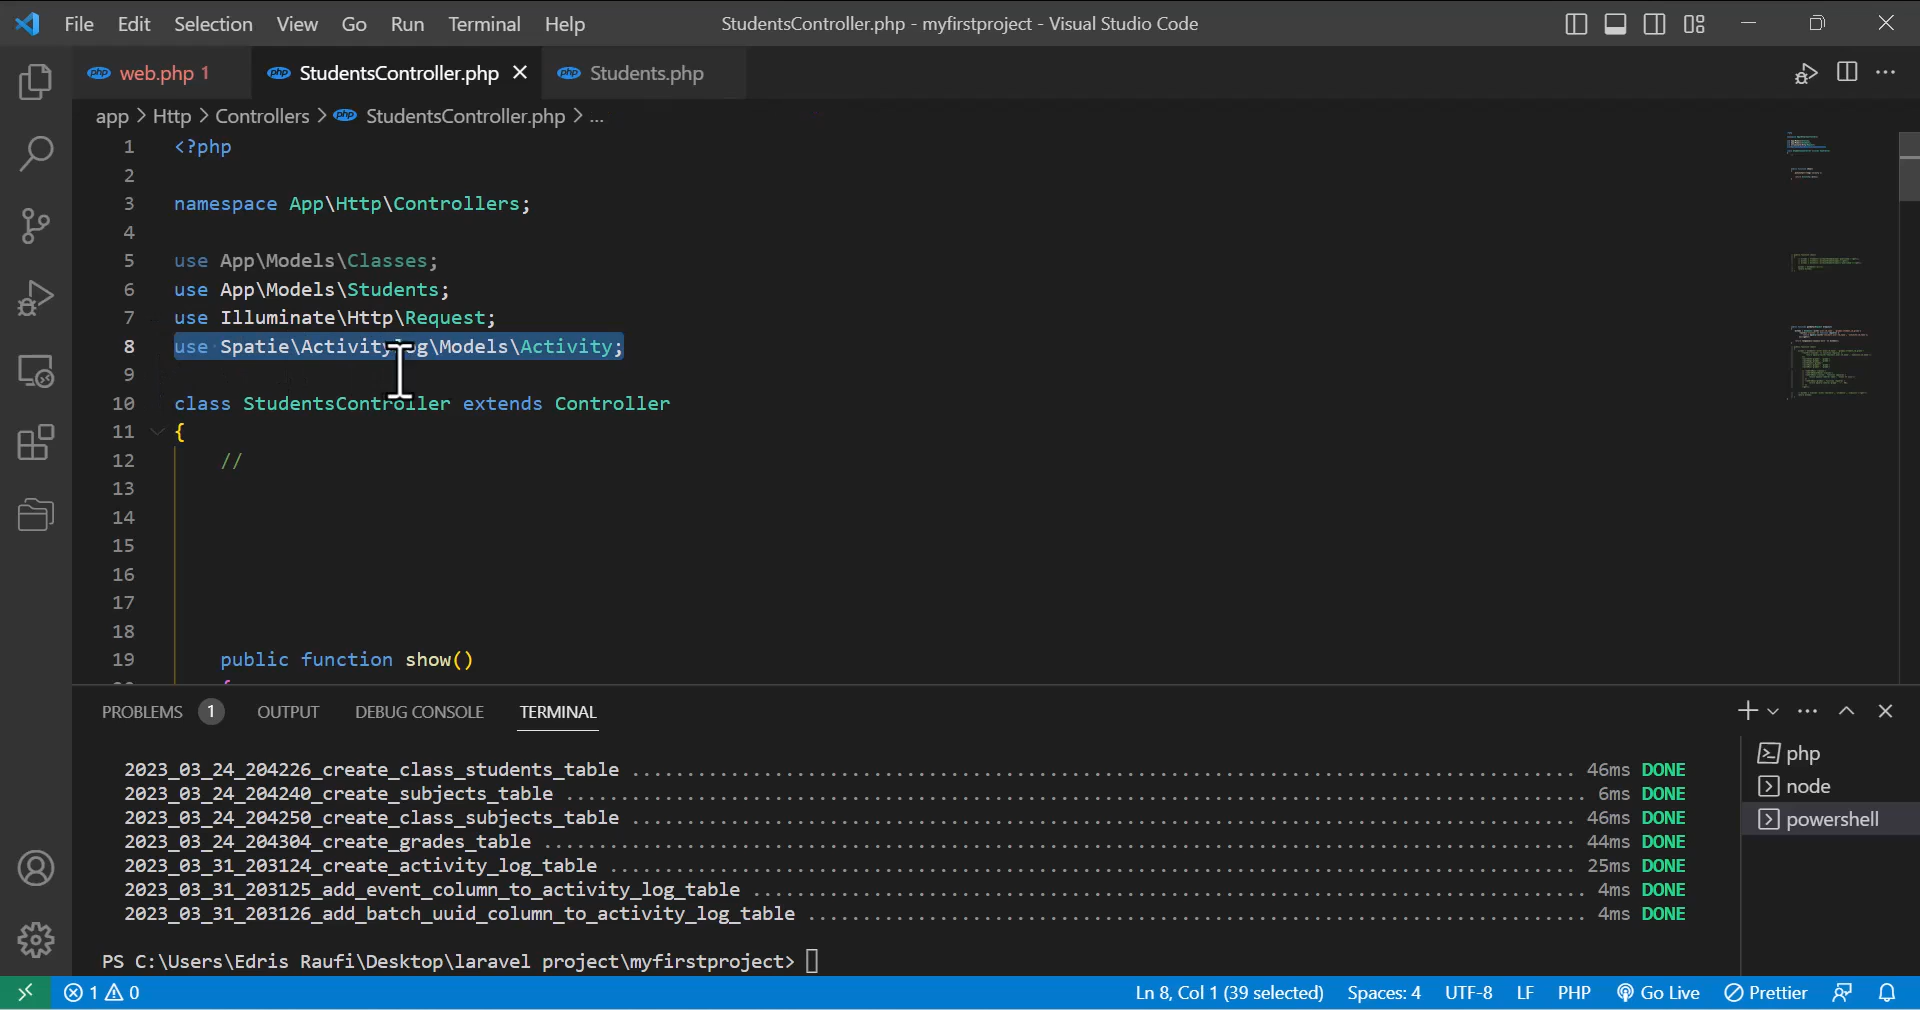 File Edit Selection View Go Run Terminal Help StudentsController.php - myfirstproject - Visual Studio Code
php web.php 1 php StudentsController.php php Students.php
app > Http > Controllers > php StudentsController.php > ...
1 <?php
2
3 namespace App\Http\Controllers;
4
5 use App\Models\Classes;
6 use App\Models\Students;
7 use Illuminate\Http\Request;
8 use Spatie\Activitylog\Models\Activity;
9
10 class StudentsController extends Controller
11 {
12 //
13
14
15
16
17
18
19 public function show()
PROBLEMS 1 OUTPUT DEBUG CONSOLE TERMINAL
2023_03_24_204226_create_class_students_table ........ 46ms DONE
2023_03_24_204240_create_subjects_table ........ 6ms DONE
2023_03_24_204250_create_class_subjects_table ........ 46ms DONE
2023_03_24_204304_create_grades_table ........ 44ms DONE
2023_03_31_203124_create_activity_log_table ........ 25ms DONE
2023_03_31_203125_add_event_column_to_activity_log_table ........ 4ms DONE
2023_03_31_203126_add_batch_uuid_column_to_activity_log_table ........ 4ms DONE
PS C:\Users\Edris Raufi\Desktop\laravel project\myfirstproject>
php
node
powershell
1 0 Ln 8, Col 1 (39 selected) Spaces: 4 UTF-8 LF PHP Go Live Prettier